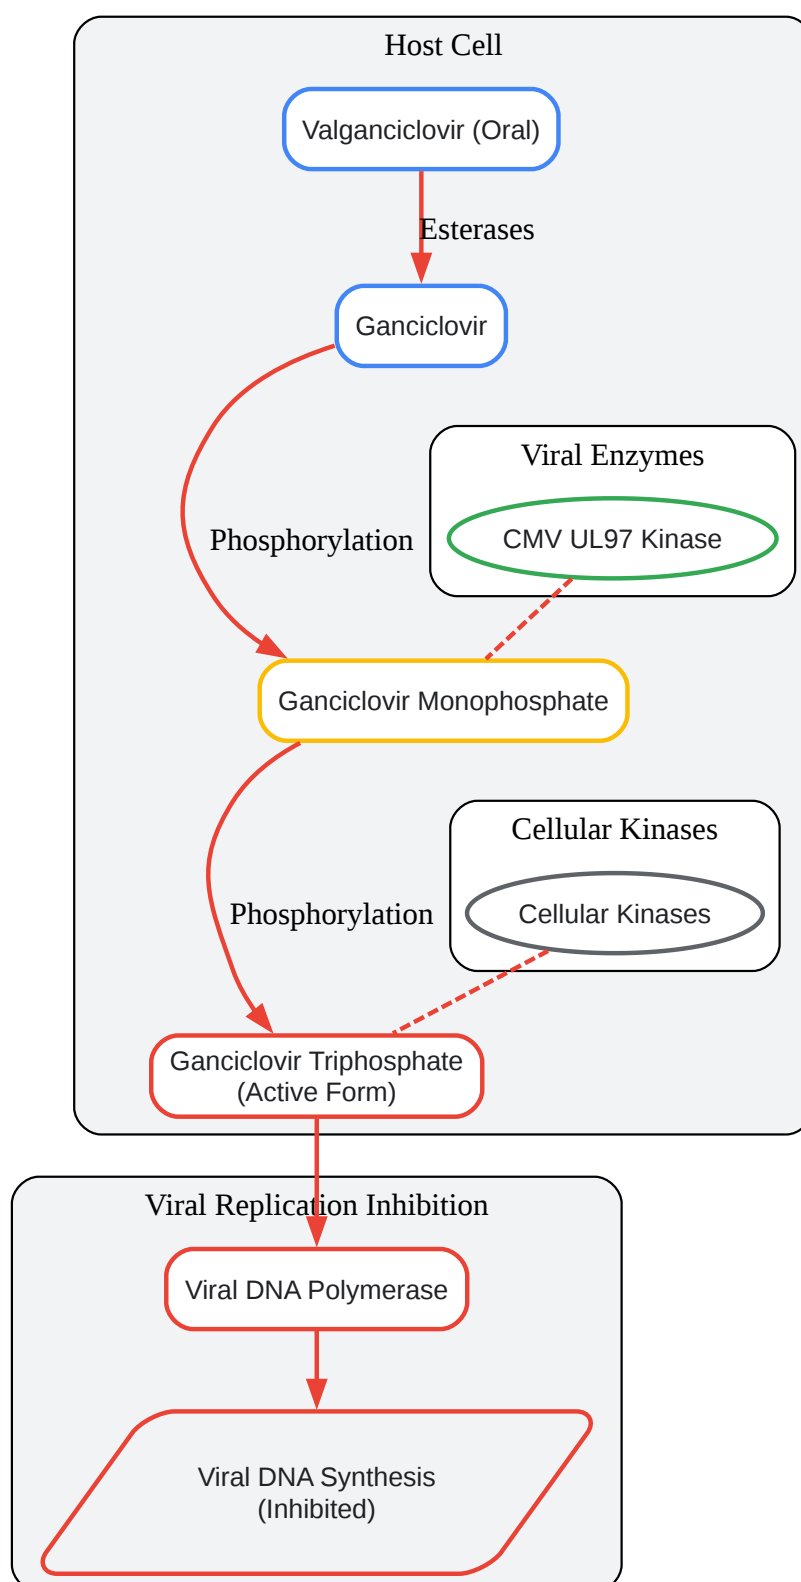 Host Cell
Valganciclovir (Oral)
Esterases
Ganciclovir
Viral Enzymes
Phosphorylation
CMV UL97 Kinase
Ganciclovir Monophosphate
Cellular Kinases
Phosphorylation
Cellular Kinases
Ganciclovir Triphosphate
(Active Form)
Viral Replication Inhibition
Viral DNA Polymerase
Viral DNA Synthesis
(Inhibited)